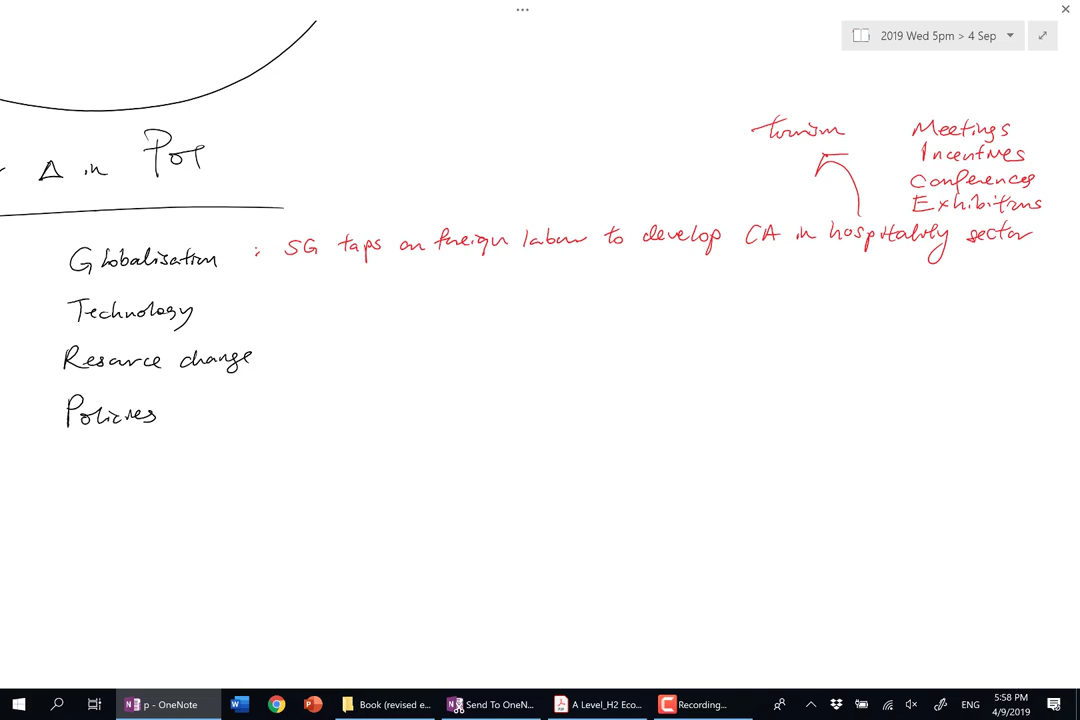 2019 Wed 5pm > 4 Sep
Δ in PoT
tourism
Meetings
Incentives
Conferences
Exhibitions
Globalisation : SG taps on foreign labour to develop CA in hospitality sector
Technology
Resource change
Policies
p - OneNote
Book (revised e...
Send To OneN...
A Level_H2 Eco...
Recording...
ENG
5:58 PM
4/9/2019